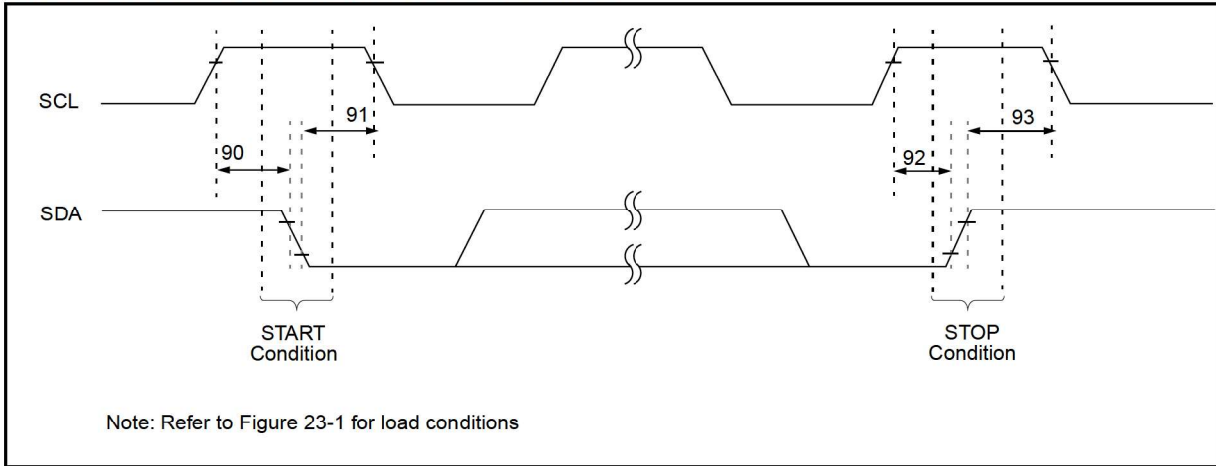 SCL
91
93
90
92
SDA
START
Condition
STOP
Condition
Note: Refer to Figure 23-1 for load conditions